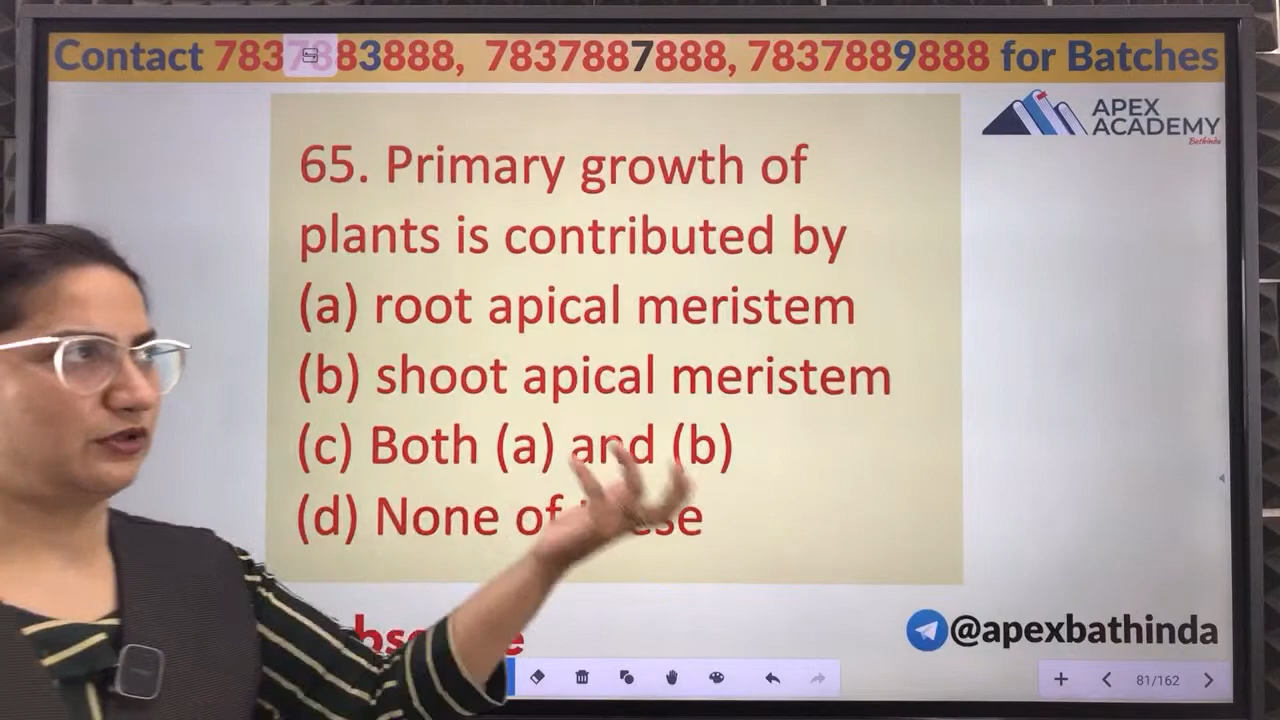 Contact 7837883888, 7837887888, 7837889888 for Batches
APEX
ACADEMY
Bathinda
65. Primary growth of
plants is contributed by
(a) root apical meristem
(b) shoot apical meristem
(c) Both (a) and (b)
(d) None of these
@apexbathinda
81/162